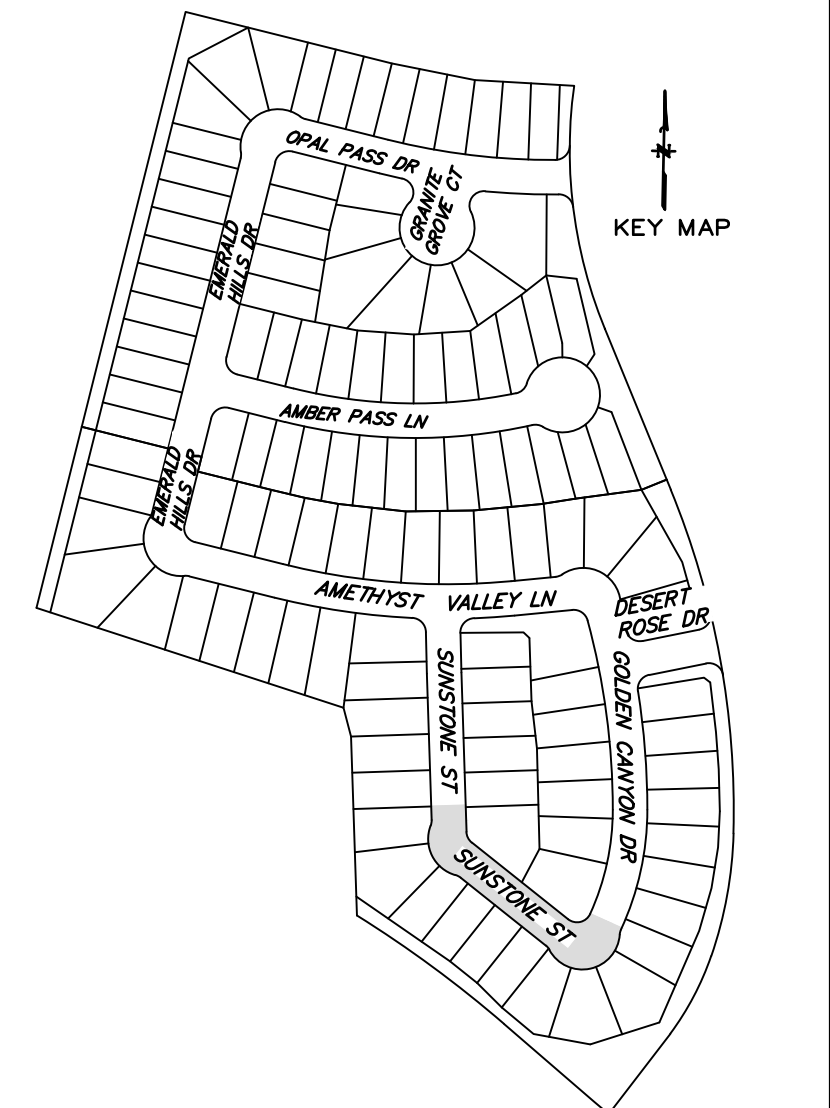 OPAL PASS DR
GRANITE
GROVE CT
N
KEY MAP
EMERALD
HILLS DR
AMBER PASS LN
EMERALD
HILLS DR
AMETHYST VALLEY LN
DESERT
ROSE DR
SUNSTONE ST
GOLDEN CANYON DR
SUNSTONE ST